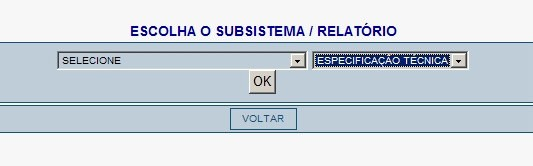 ESCOLHA O SUBSISTEMA / RELATÓRIO
SELECIONE ESPECIFICAÇÃO TÉCNICA
OK
VOLTAR